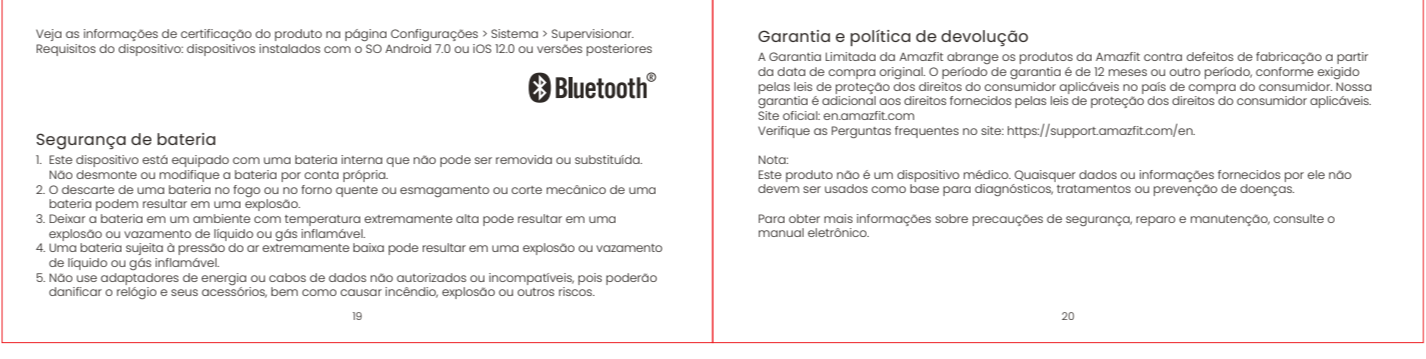 Veja as informações de certificação do produto na página Configurações > Sistema > Supervisionar.
Requisitos do dispositivo: dispositivos instalados com o SO Android 7.0 ou iOS 12.0 ou versões posteriores
Bluetooth®
Segurança de bateria
1. Este dispositivo está equipado com uma bateria interna que não pode ser removida ou substituída.
Não desmonte ou modifique a bateria por conta própria.
2. O descarte de uma bateria no fogo ou no forno quente ou esmagamento ou corte mecânico de uma
bateria podem resultar em uma explosão.
3. Deixar a bateria em um ambiente com temperatura extremamente alta pode resultar em uma
explosão ou vazamento de líquido ou gás inflamável.
4. Uma bateria sujeita à pressão do ar extremamente baixa pode resultar em uma explosão ou vazamento
de líquido ou gás inflamável.
5. Não use adaptadores de energia ou cabos de dados não autorizados ou incompatíveis, pois poderão
danificar o relógio e seus acessórios, bem como causar incêndio, explosão ou outros riscos.
19
Garantia e política de devolução
A Garantia Limitada da Amazfit abrange os produtos da Amazfit contra defeitos de fabricação a partir
da data de compra original. O período de garantia é de 12 meses ou outro período, conforme exigido
pelas leis de proteção dos direitos do consumidor aplicáveis no país de compra do consumidor. Nossa
garantia é adicional aos direitos fornecidos pelas leis de proteção dos direitos do consumidor aplicáveis.
Site oficial: en.amazfit.com
Verifique as Perguntas frequentes no site: https://support.amazfit.com/en.
Nota:
Este produto não é um dispositivo médico. Quaisquer dados ou informações fornecidos por ele não
devem ser usados como base para diagnósticos, tratamentos ou prevenção de doenças.
Para obter mais informações sobre precauções de segurança, reparo e manutenção, consulte o
manual eletrônico.
20